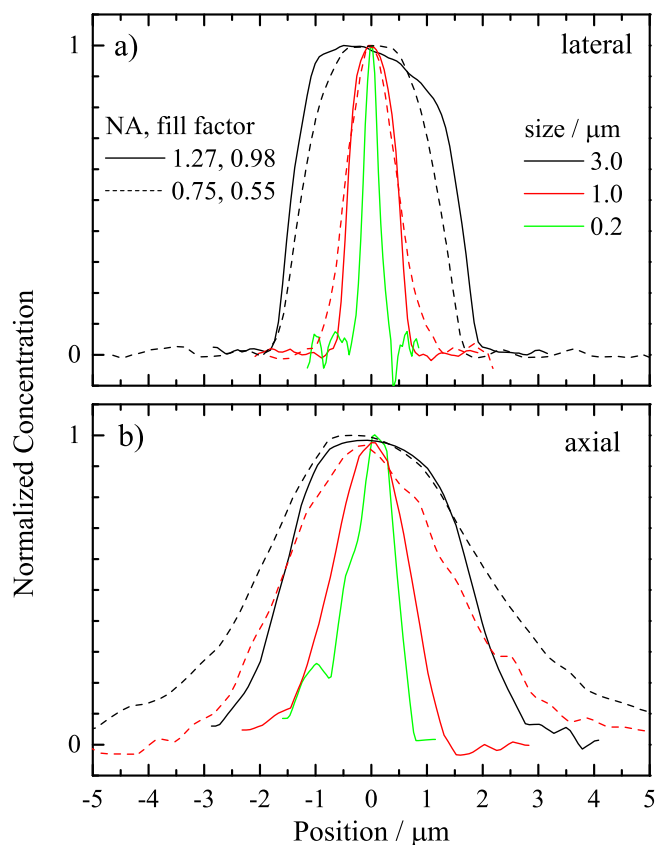 a)
lateral
1
NA, fill factor
1.27, 0.98
0.75, 0.55
size / μm
3.0
1.0
0.2
0
Normalized Concentration
b)
axial
1
0
-5 -4 -3 -2 -1 0 1 2 3 4 5
Position / μm